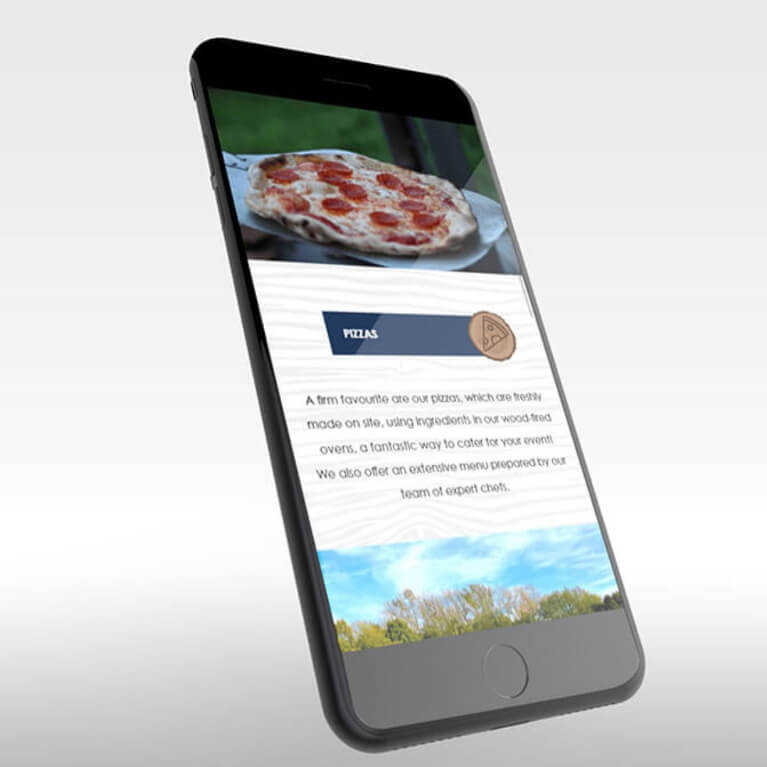 PIZZAS
A firm favourite are our pizzas, which are freshly
made on site, using ingredients in our wood-fired
ovens, a fantastic way to cater for your event!
We also offer an extensive menu prepared by our
team of expert chefs.